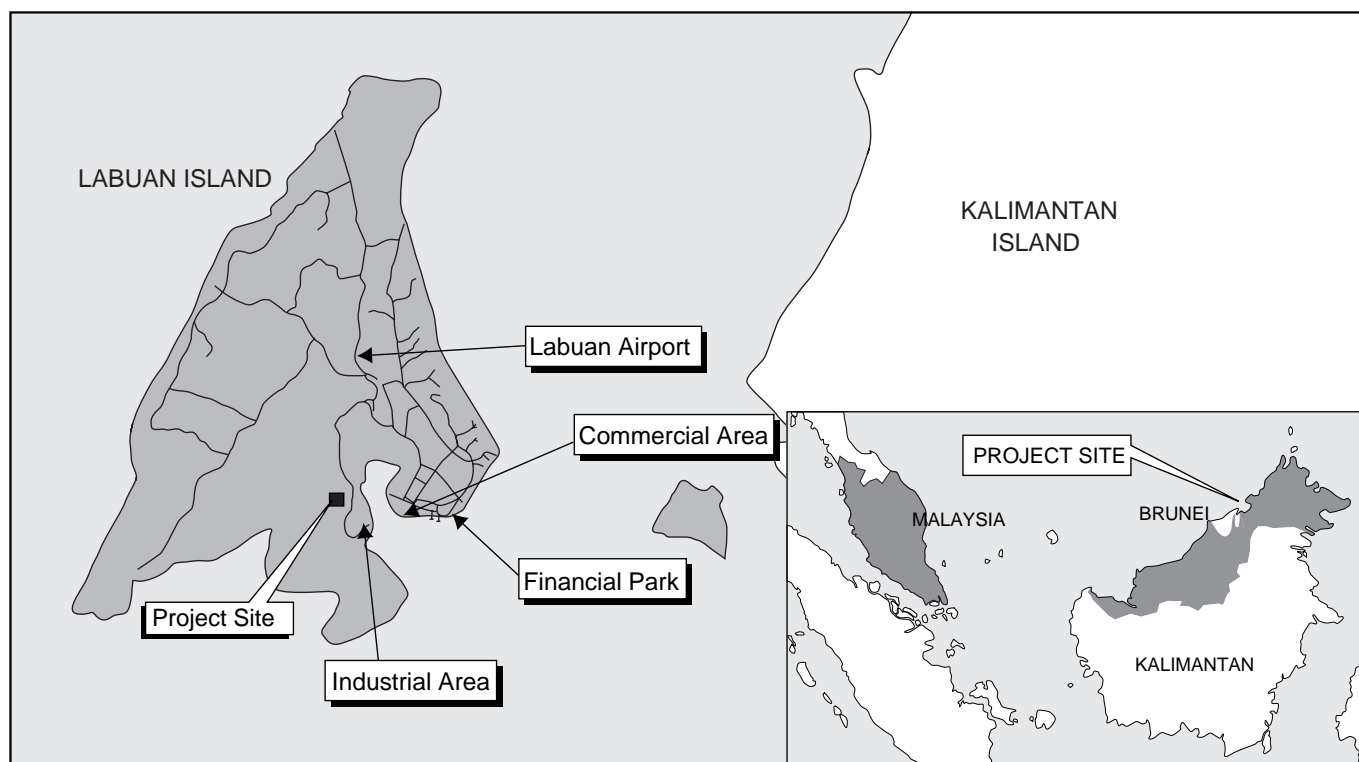 LABUAN ISLAND
KALIMANTAN
ISLAND
Labuan Airport
Commercial Area
Financial Park
Project Site
Industrial Area
PROJECT SITE
MALAYSIA
BRUNEI
KALIMANTAN